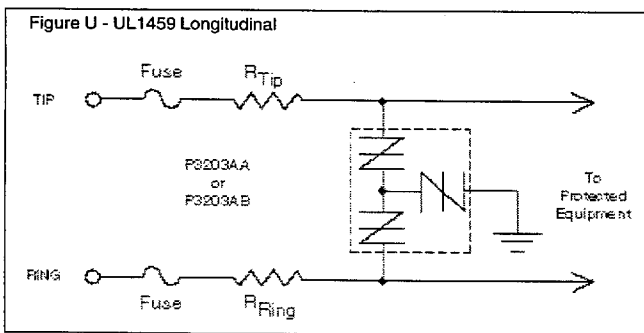 Figure U - UL1459 Longitudinal
Fuse
RTip
TIP
P3203AA
or
P3203AB
To
Protected
Equipment
RING
Fuse
RRing